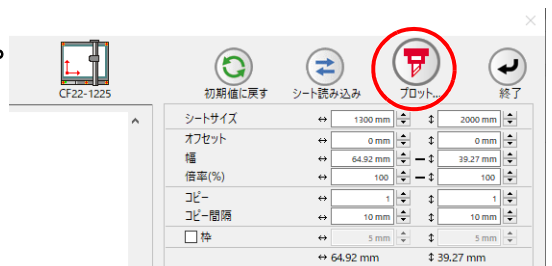 CF22-1225
初期値に戻す
シート読み込み
プロット...
終了
シートサイズ ↔ 1300 mm ↕ 2000 mm
オフセット ↔ 0 mm ↕ 0 mm
幅 ↔ 64.92 mm ↕ 39.27 mm
倍率(%) ↔ 100 ↕ 100
コピー ↔ 1 ↕ 1
コピー間隔 ↔ 10 mm ↕ 10 mm
枠 ↔ 5 mm ↕ 5 mm
↔ 64.92 mm ↕ 39.27 mm